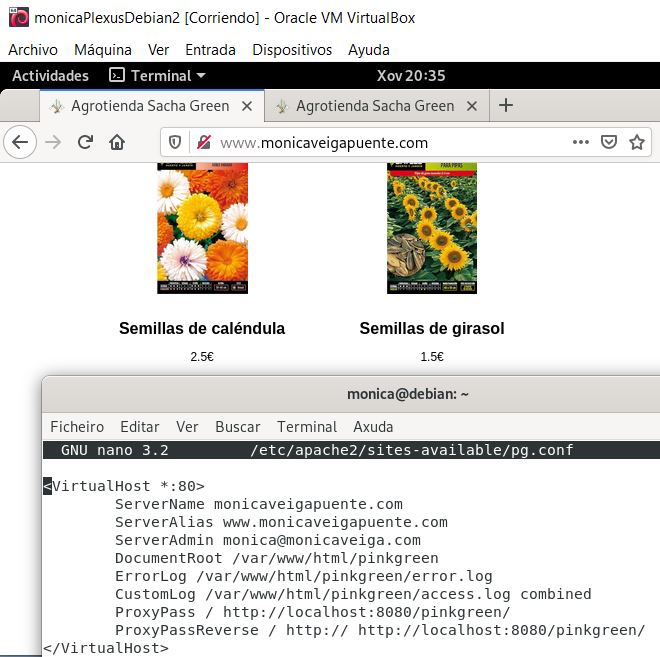 monicaPlexusDebian2 [Corriendo] - Oracle VM VirtualBox
Archivo Máquina Ver Entrada Dispositivos Ayuda
Actividades Terminal Xov 20:35
Agrotienda Sacha Green Agrotienda Sacha Green
www.monicaveigapuente.com
PARA PIPAS
Semillas de caléndula Semillas de girasol
2.5€ 1.5€
monica@debian: ~
Ficheiro Editar Ver Buscar Terminal Axuda
GNU nano 3.2 /etc/apache2/sites-available/pg.conf
<VirtualHost *:80>
ServerName monicaveigapuente.com
ServerAlias www.monicaveigapuente.com
ServerAdmin monica@monicaveiga.com
DocumentRoot /var/www/html/pinkgreen
ErrorLog /var/www/html/pinkgreen/error.log
CustomLog /var/www/html/pinkgreen/access.log combined
ProxyPass / http://localhost:8080/pinkgreen/
ProxyPassReverse / http:// http://localhost:8080/pinkgreen/
</VirtualHost>